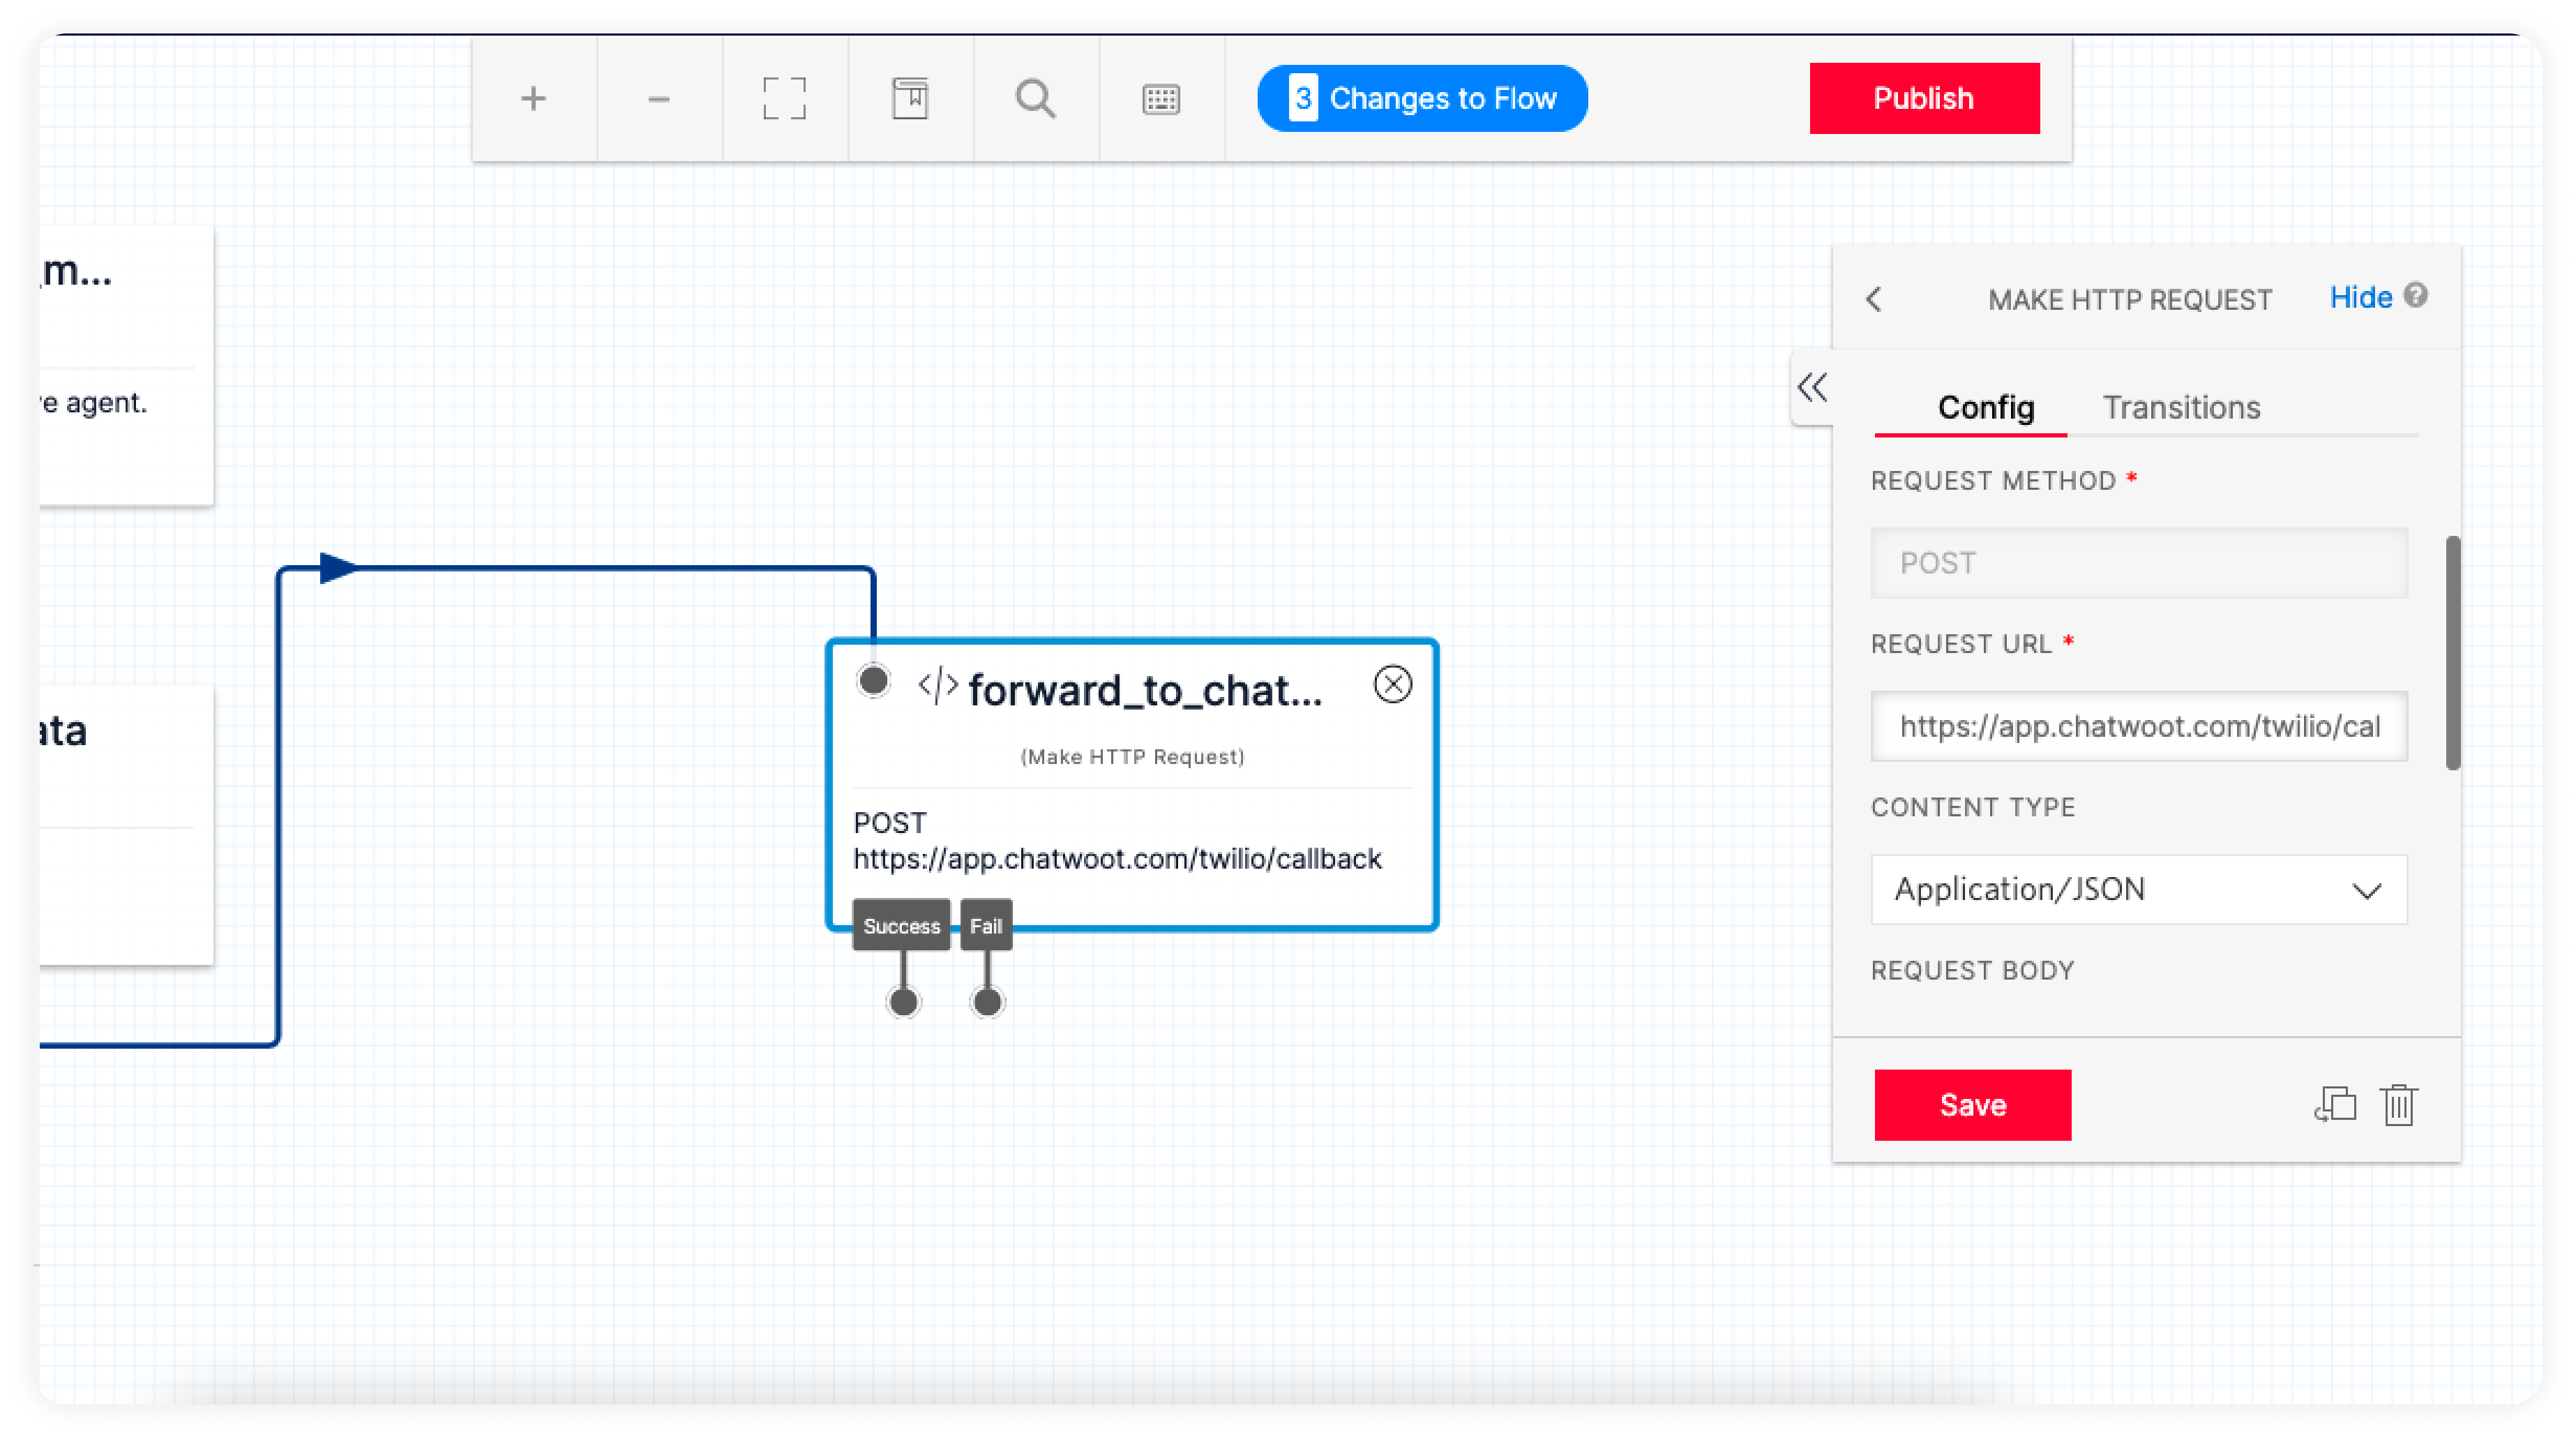 +
−
3 Changes to Flow
Publish
_m...
e agent.
ata
</> forward_to_chat...
(Make HTTP Request)
POST
https://app.chatwoot.com/twilio/callback
Success
Fail
MAKE HTTP REQUEST
Hide ?
Config
Transitions
REQUEST METHOD *
POST
REQUEST URL *
https://app.chatwoot.com/twilio/cal
CONTENT TYPE
Application/JSON
REQUEST BODY
Save